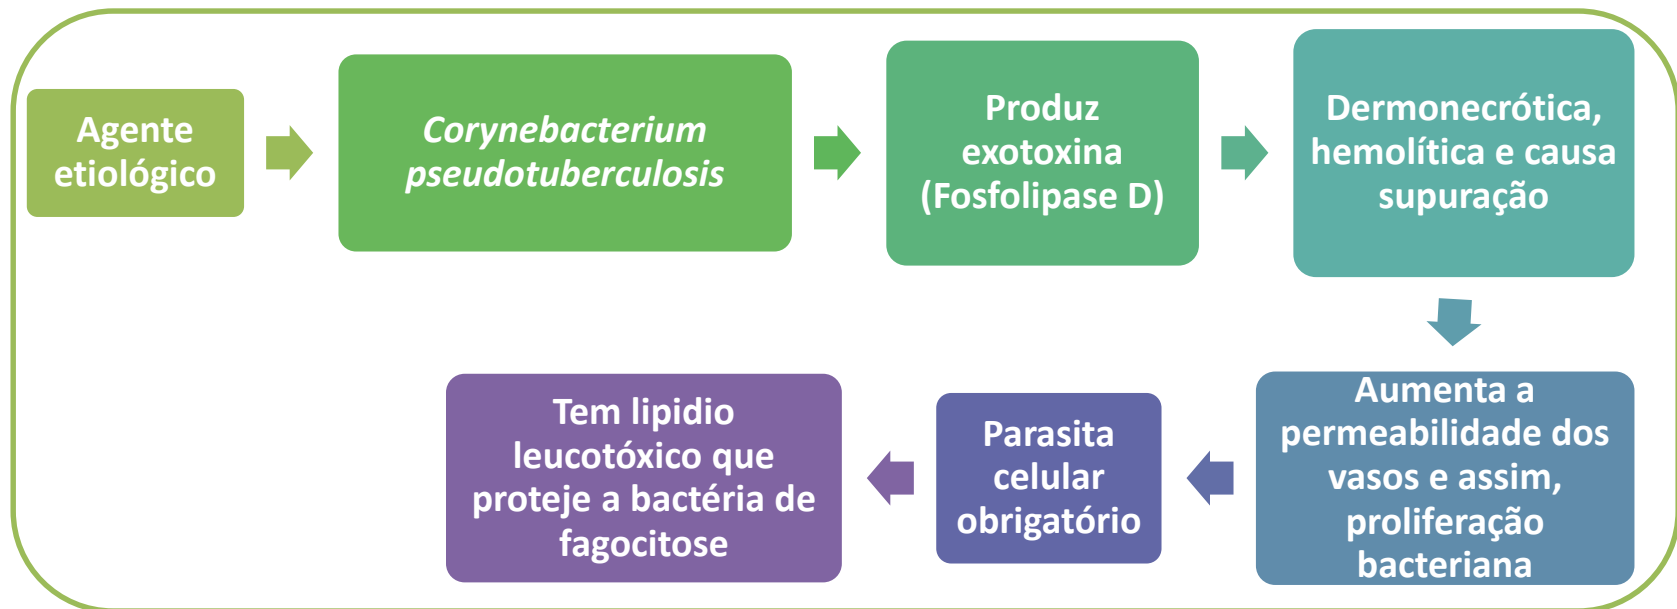 Agente
etiológico
Corynebacterium
pseudotuberculosis
Produz
exotoxina
(Fosfolipase D)
Dermonecrótica,
hemolítica e causa
supuração
Aumenta a
permeabilidade dos
vasos e assim,
proliferação
bacteriana
Parasita
celular
obrigatório
Tem lipidio
leucotóxico que
proteje a bactéria de
fagocitose